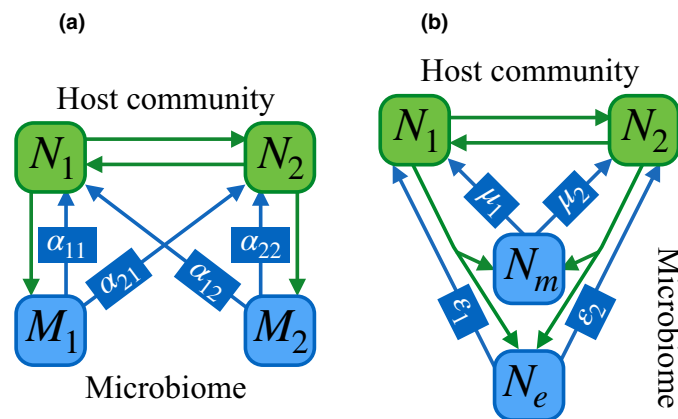 (a)
Host community
N₁ N₂
α₁₁ α₂₁ α₁₂ α₂₂
M₁ M₂
Microbiome
(b)
Host community
N₁ N₂
μ₁ μ₂
Nₘ
ε₁ ε₂
Nₑ
Microbiome